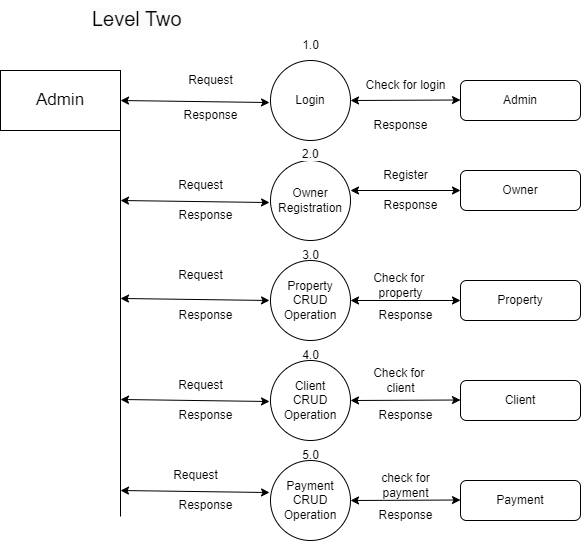 Level Two
1.0
Admin
Request
Response
Login
Check for login
Response
Admin
2.0
Request
Response
Owner
Registration
Register
Response
Owner
3.0
Request
Response
Property
CRUD
Operation
Check for
property
Response
Property
4.0
Request
Response
Client
CRUD
Operation
Check for
client
Response
Client
5.0
Request
Response
Payment
CRUD
Operation
check for
payment
Response
Payment